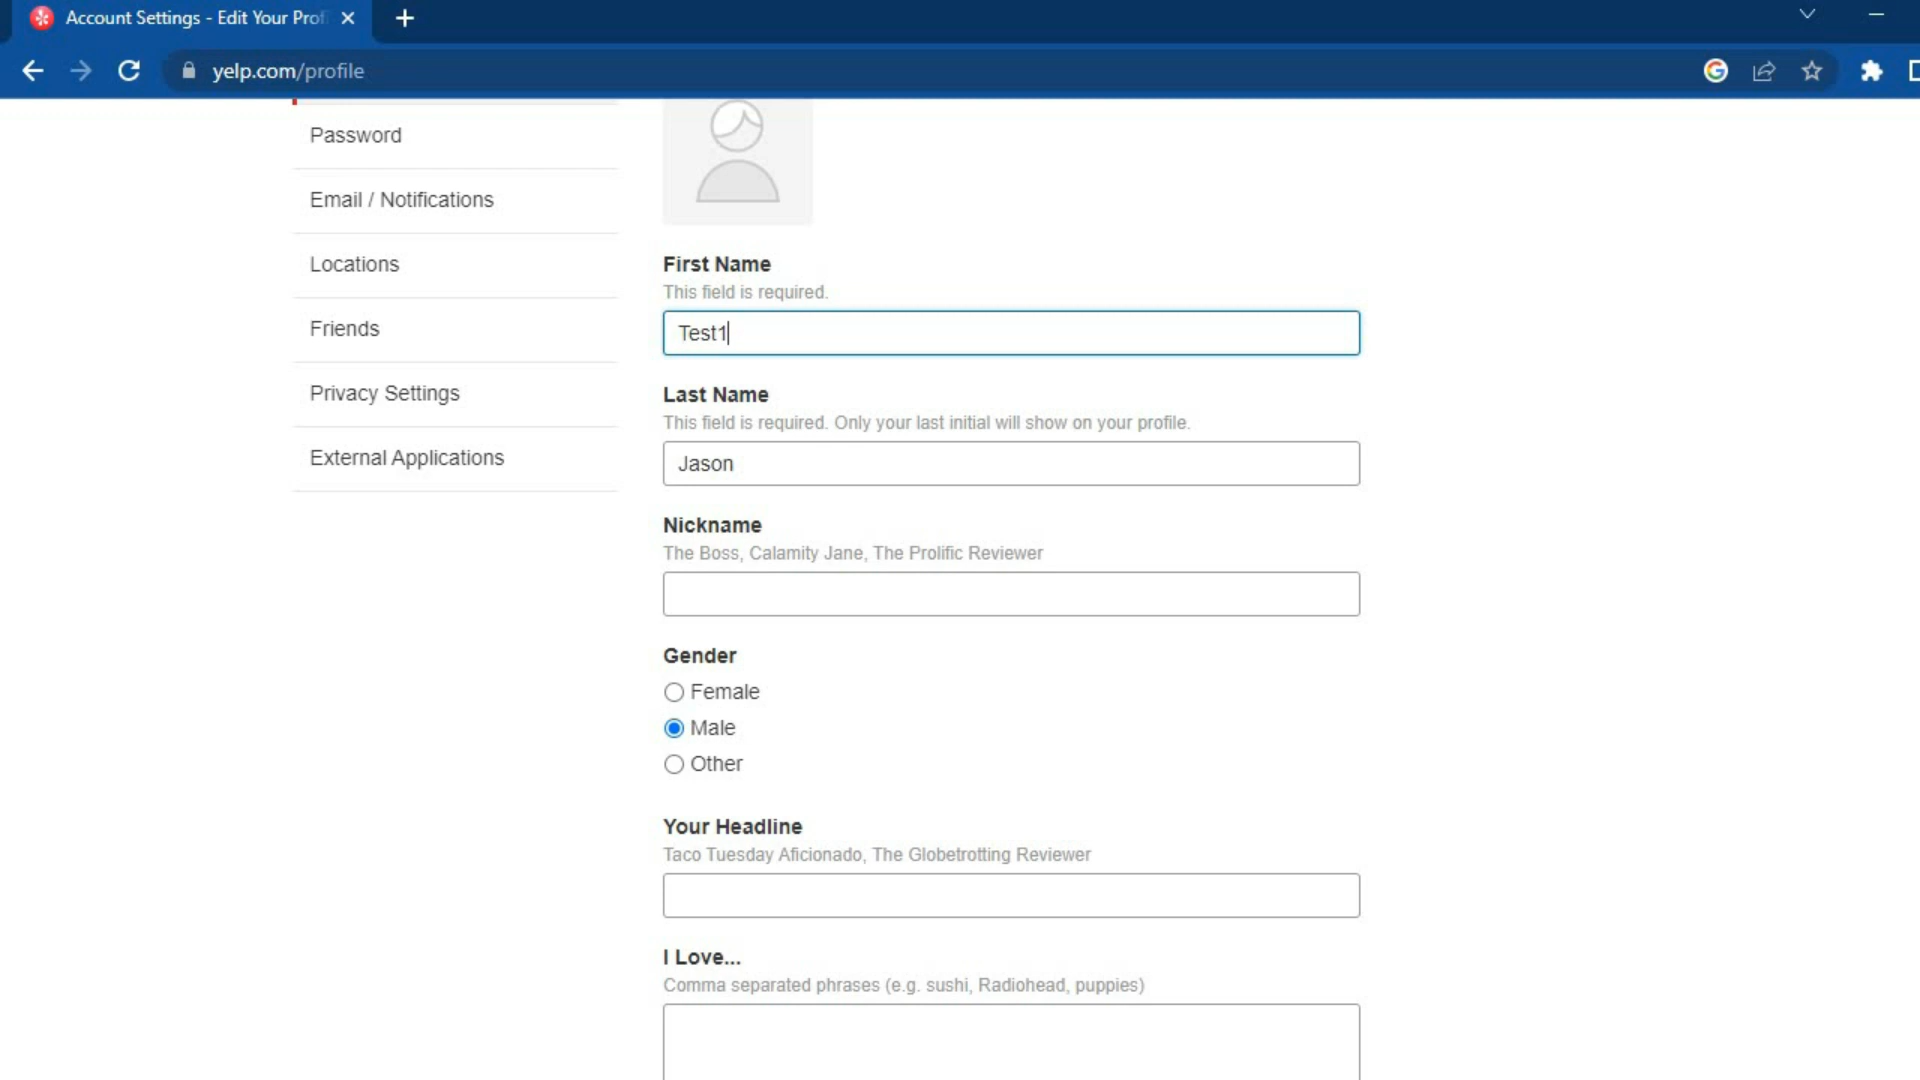 Account Settings - Edit Your Prof
yelp.com/profile
Password
Email / Notifications
Locations
Friends
Privacy Settings
External Applications
First Name
This field is required.
Test1
Last Name
This field is required. Only your last initial will show on your profile.
Jason
Nickname
The Boss, Calamity Jane, The Prolific Reviewer
Gender
Female
Male
Other
Your Headline
Taco Tuesday Aficionado, The Globetrotting Reviewer
I Love...
Comma separated phrases (e.g. sushi, Radiohead, puppies)